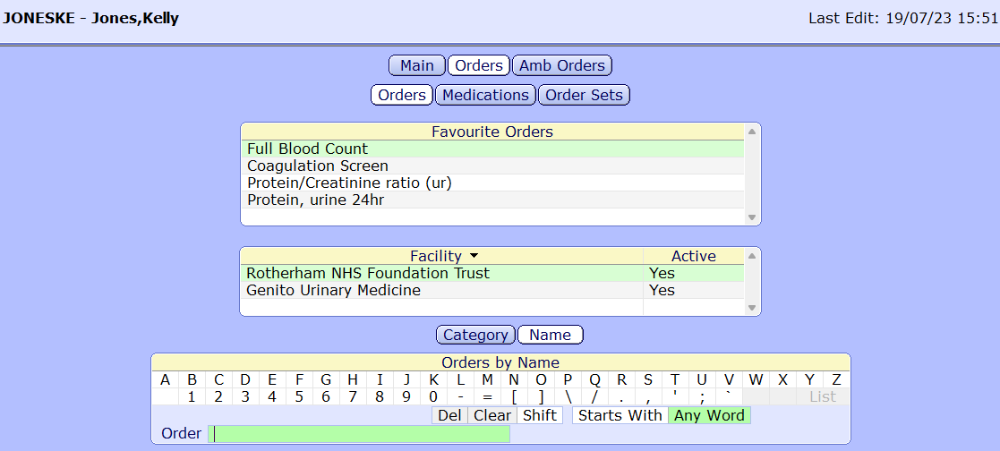 JONESKE - Jones,Kelly Last Edit: 19/07/23 15:51
Main Orders Amb Orders
Orders Medications Order Sets
Favourite Orders
Full Blood Count
Coagulation Screen
Protein/Creatinine ratio (ur)
Protein, urine 24hr
Facility Active
Rotherham NHS Foundation Trust Yes
Genito Urinary Medicine Yes
Category Name
Orders by Name
A B C D E F G H I J K L M N O P Q R S T U V W X Y Z
1 2 3 4 5 6 7 8 9 0 - = [ ] \ / . , ' ; ` List
Del Clear Shift Starts With Any Word
Order